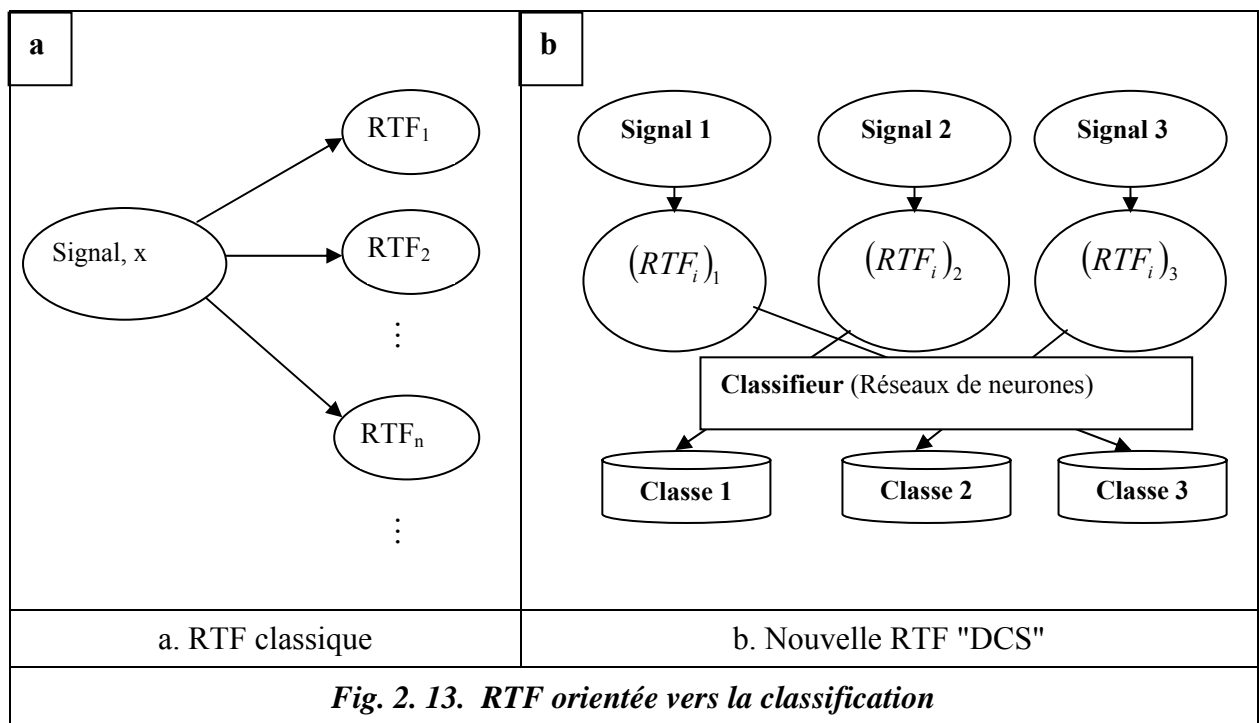 a
RTF₁
Signal, x
RTF₂
⋮
RTFₙ
⋮
b
Signal 1 Signal 2 Signal 3
(RTFᵢ)₁ (RTFᵢ)₂ (RTFᵢ)₃
Classifieur (Réseaux de neurones)
Classe 1 Classe 2 Classe 3
a. RTF classique
b. Nouvelle RTF "DCS"
Fig. 2. 13. RTF orientée vers la classification